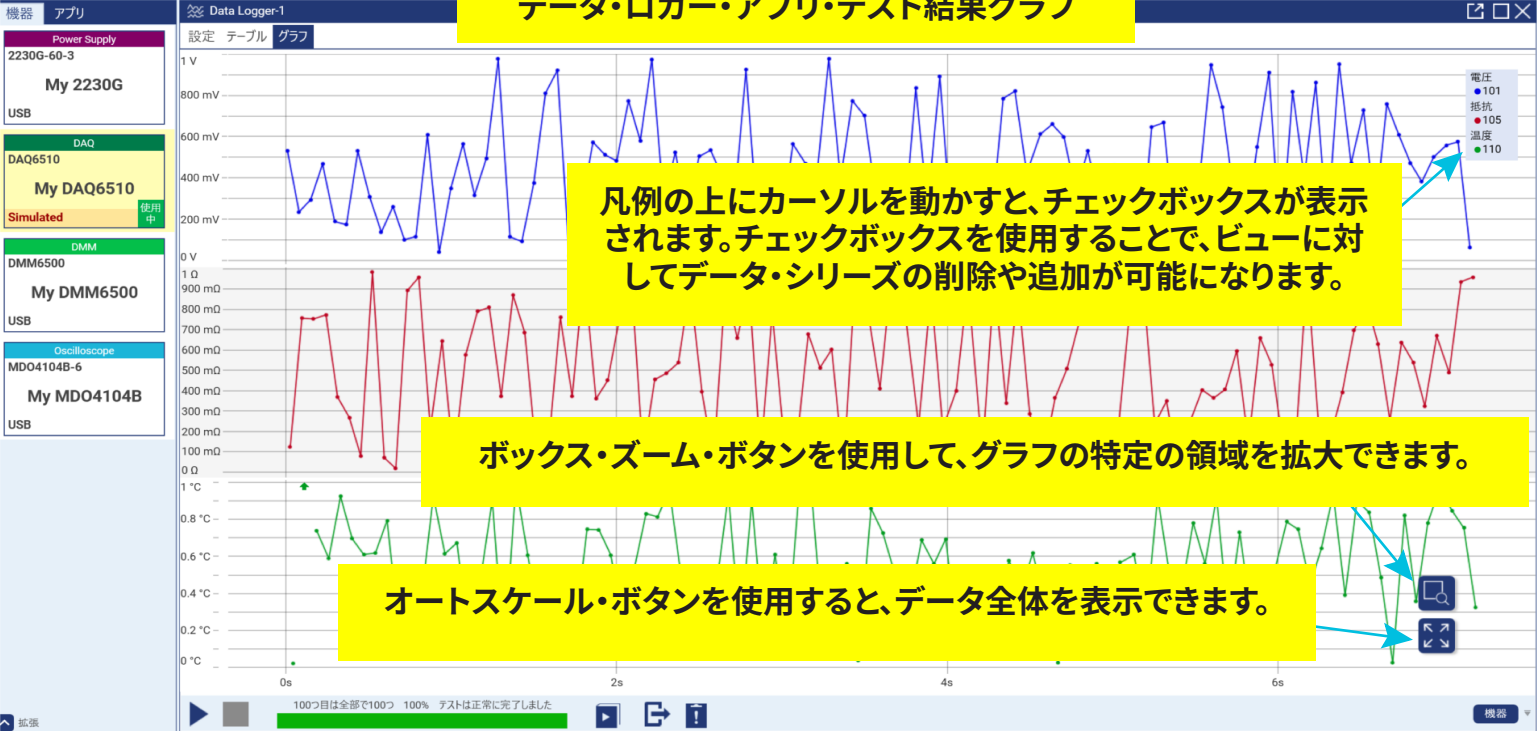 機器 アプリ
Power Supply
2230G-60-3
My 2230G
USB
DAQ
DAQ6510
My DAQ6510
Simulated
使用
中
DMM
DMM6500
My DMM6500
USB
Oscilloscope
MDO4104B-6
My MDO4104B
USB
拡張
Data Logger-1
データ・ロガー・アプリ・テスト結果グラフ
設定 テーブル グラフ
1 V
800 mV
600 mV
400 mV
200 mV
0 V
電圧
101
抵抗
105
温度
110
凡例の上にカーソルを動かすと、チェックボックスが表示
されます。チェックボックスを使用することで、ビューに対
してデータ・シリーズの削除や追加が可能になります。
1 Ω
900 mΩ
800 mΩ
700 mΩ
600 mΩ
500 mΩ
400 mΩ
300 mΩ
200 mΩ
100 mΩ
0 Ω
ボックス・ズーム・ボタンを使用して、グラフの特定の領域を拡大できます。
1 °C
0.8 °C
0.6 °C
0.4 °C
0.2 °C
0 °C
オートスケール・ボタンを使用すると、データ全体を表示できます。
0s 2s 4s 6s
100つ目は全部で100つ 100% テストは正常に完了しました
機器